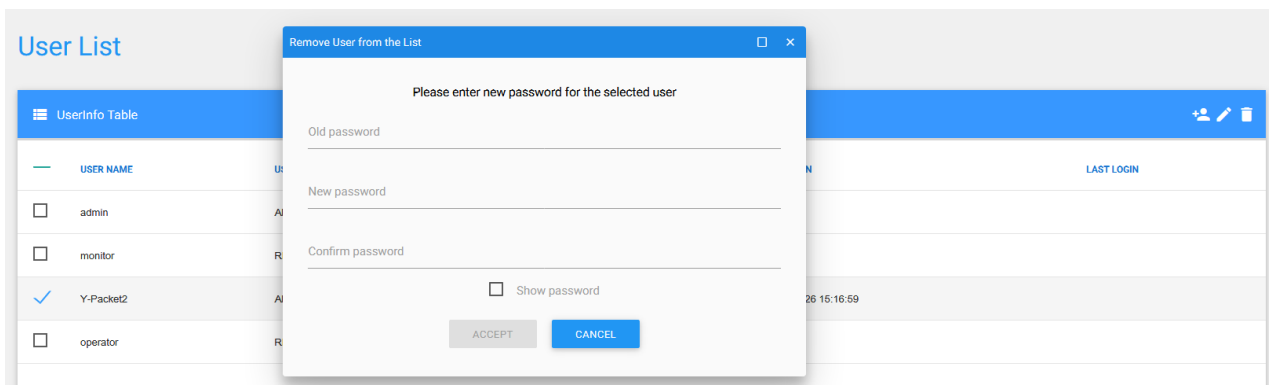 User List
Remove User from the List
Please enter new password for the selected user
UserInfo Table
Old password
USER NAME
LAST LOGIN
New password
admin
Confirm password
monitor
Show password
Y-Packet2
26 15:16:59
ACCEPT
CANCEL
operator